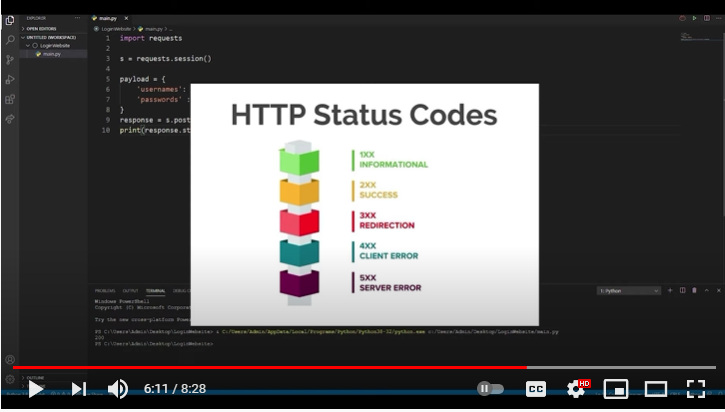 EXPLORER
main.py
OPEN EDITORS
UNTITLED (WORKSPACE)
LoginWebsite
main.py
LoginWebsite > main.py > ...
1 import requests
2
3 s = requests.session()
4
5 payload = {
6 'usernames':
7 'passwords' :
8 }
9 response = s.post
10 print(response.st
HTTP Status Codes
1XX
INFORMATIONAL
2XX
SUCCESS
3XX
REDIRECTION
4XX
CLIENT ERROR
5XX
SERVER ERROR
PROBLEMS OUTPUT TERMINAL DEBUG CO
1: Python
Windows PowerShell
Copyright (C) Microsoft Corporat
Try the new cross-platform Power
PS C:\Users\Admin\Desktop\LoginWebsite> & C:/Users/Admin/AppData/Local/Programs/Python/Python38-32/python.exe c:/Users/Admin/Desktop/LoginWebsite/main.py
200
PS C:\Users\Admin\Desktop\LoginWebsite>
OUTLINE
6:11 / 8:28
CC
HD